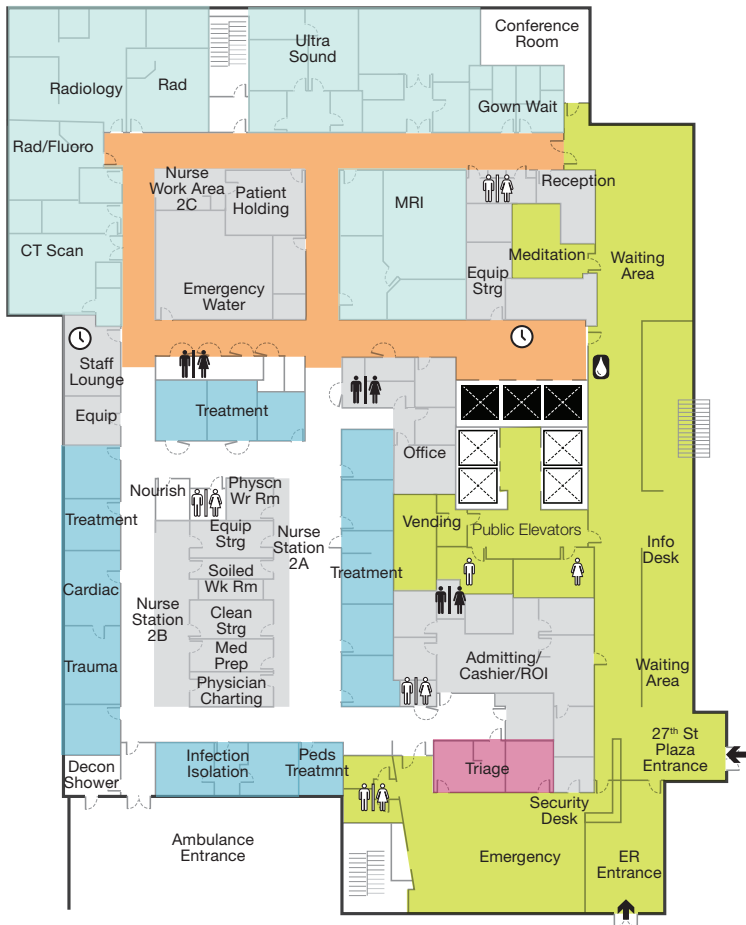 Conference
Room
Ultra
Sound
Radiology
Rad
Gown Wait
Rad/Fluoro
Nurse
Work Area
2C
Patient
Holding
MRI
Reception
CT Scan
Meditation
Waiting
Area
Equip
Strg
Emergency
Water
Staff
Lounge
Equip
Treatment
Office
Nourish
Physcn
Wr Rm
Treatment
Equip
Strg
Nurse
Station
2A
Vending
Public Elevators
Info
Desk
Soiled
Wk Rm
Treatment
Cardiac
Nurse
Station
2B
Clean
Strg
Med
Prep
Physician
Charting
Trauma
Admitting/
Cashier/ROI
Waiting
Area
27th St
Plaza
Entrance
Decon
Shower
Infection
Isolation
Peds
Treatmnt
Triage
Security
Desk
Ambulance
Entrance
Emergency
ER
Entrance